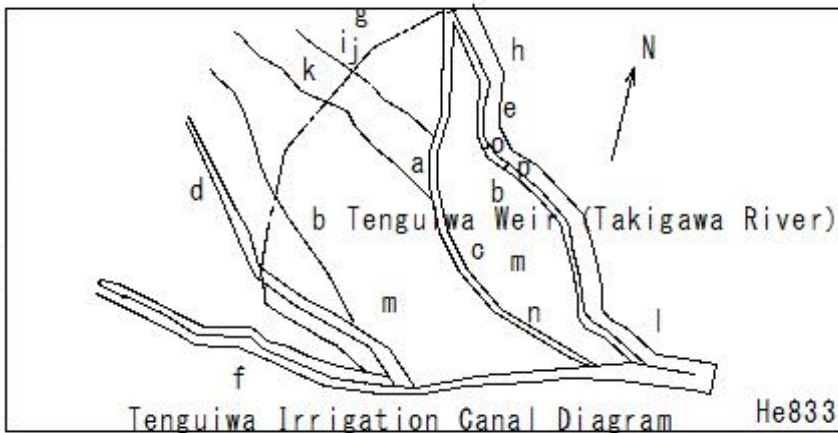 g
ij
h
N
k
e
o
a
p
d
b
b Tenguiwa Weir (Takigawa River)
c
m
m
n
l
f
Tenguiwa Irrigation Canal Diagram
He833